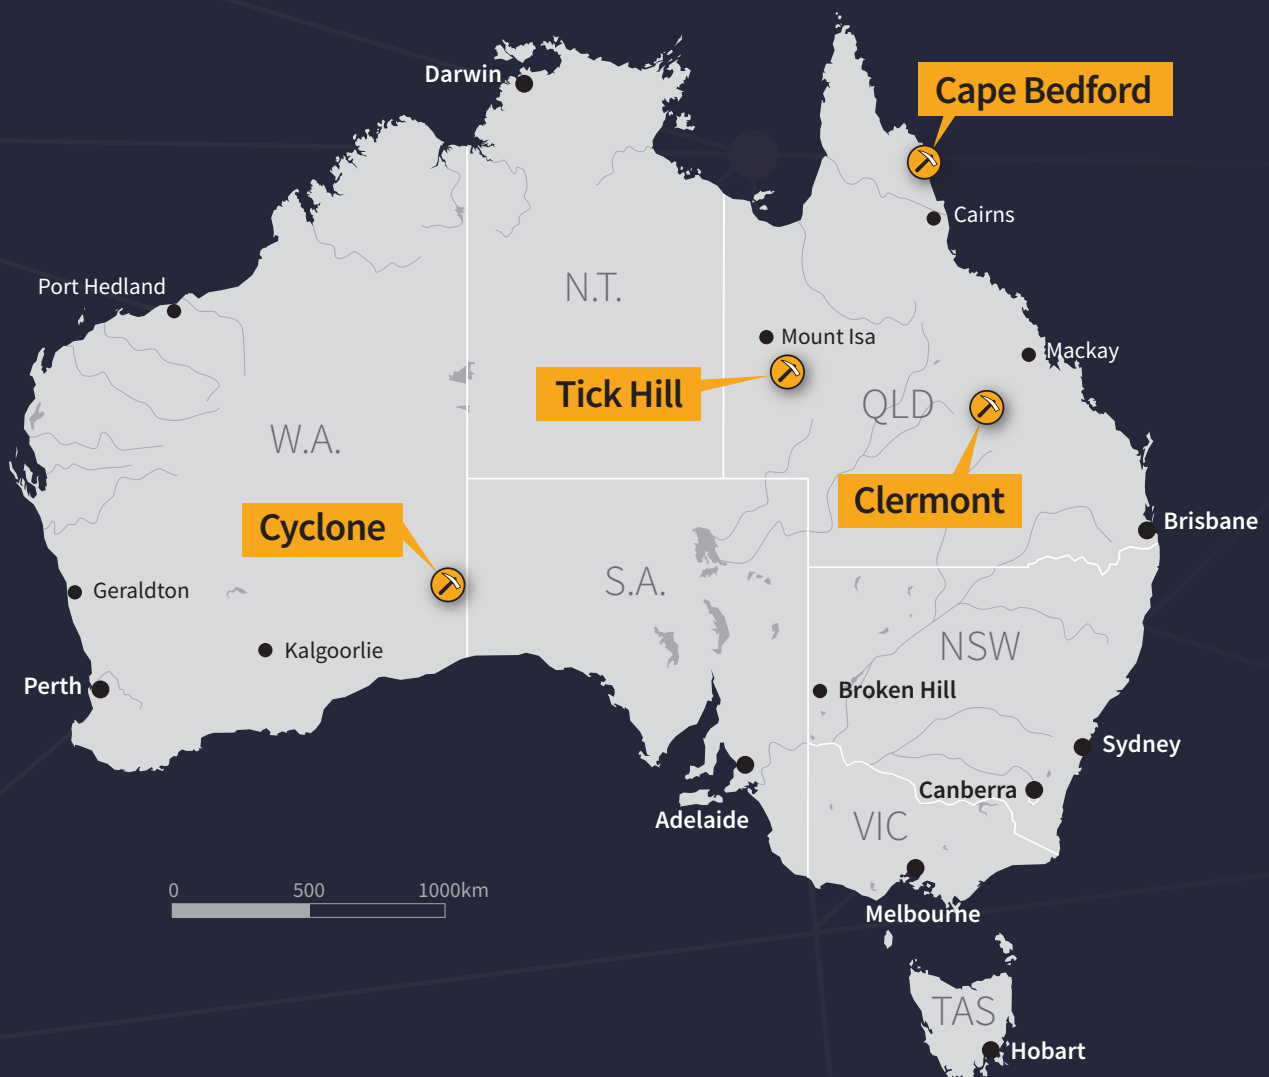 Darwin
Cape Bedford
Cairns
Port Hedland
N.T.
Mount Isa
Mackay
Tick Hill
QLD
W.A.
Clermont
Cyclone
Brisbane
S.A.
Geraldton
NSW
Kalgoorlie
Perth
Broken Hill
Sydney
Canberra
Adelaide
VIC
0 500 1000km
Melbourne
TAS
Hobart